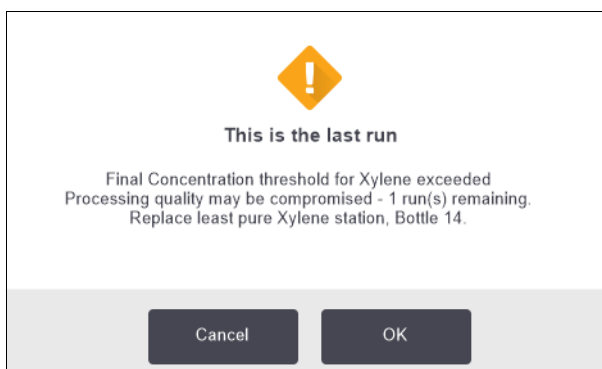 This is the last run
Final Concentration threshold for Xylene exceeded
Processing quality may be compromised - 1 run(s) remaining.
Replace least pure Xylene station, Bottle 14.
Cancel
OK